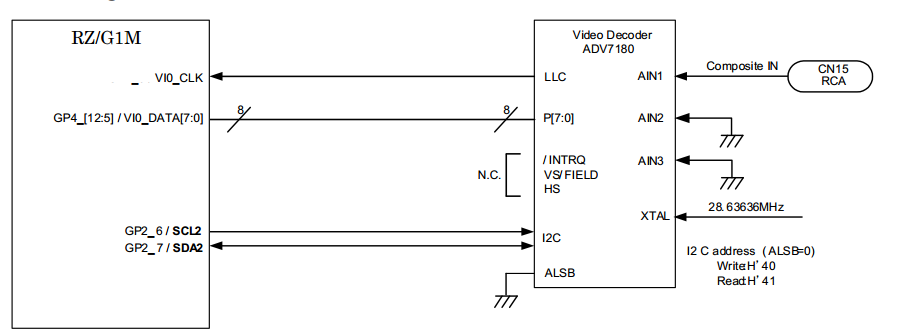 RZ/G1M
Video Decoder
ADV7180
_ VI0_CLK
LLC
AIN1
Composite IN
CN15
RCA
GP4_[12:5] / VI0_DATA[7:0]
8
8
P[7:0]
AIN2
N.C.
/INTRQ
VS/FIELD
HS
AIN3
XTAL
28.63636MHz
GP2_6 / SCL2
GP2_7 / SDA2
I2C
ALSB
I2 C address (ALSB=0)
Write:H' 40
Read:H' 41